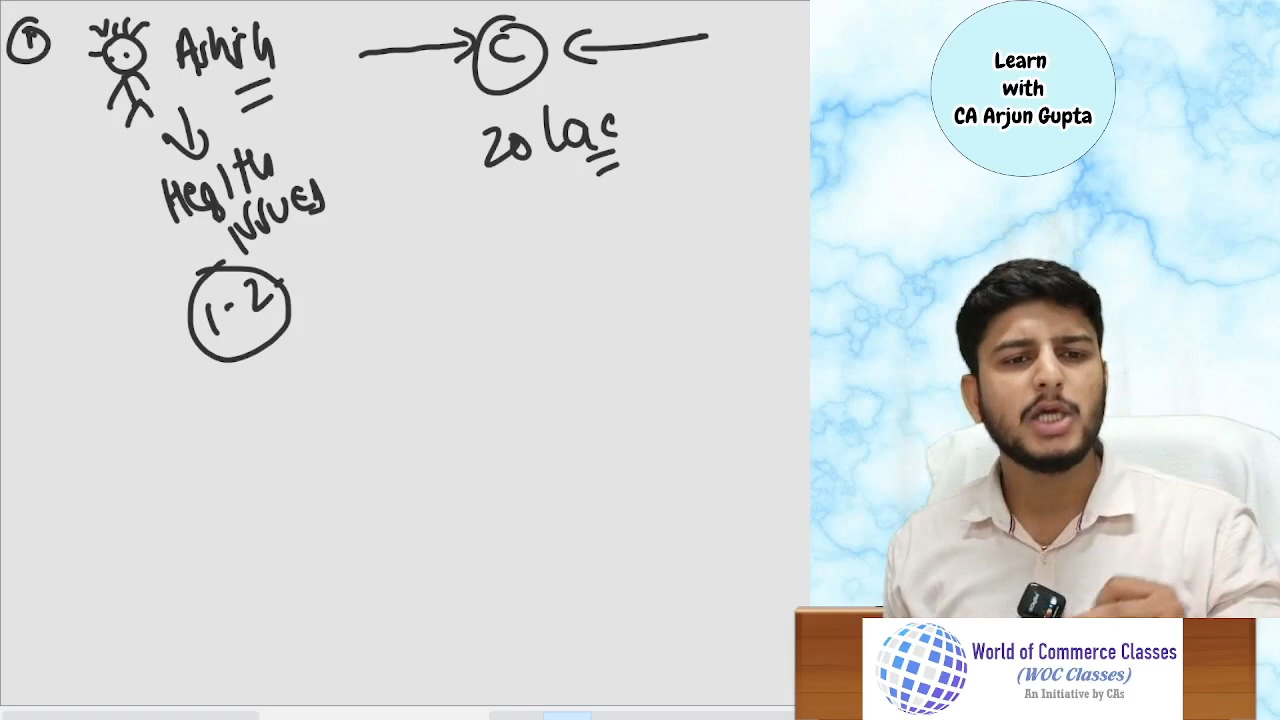 1
Ashish
C
20 lac
Health
issues
1-2
Learn
with
CA Arjun Gupta
World of Commerce Classes
(WOC Classes)
An Initiative by CAs